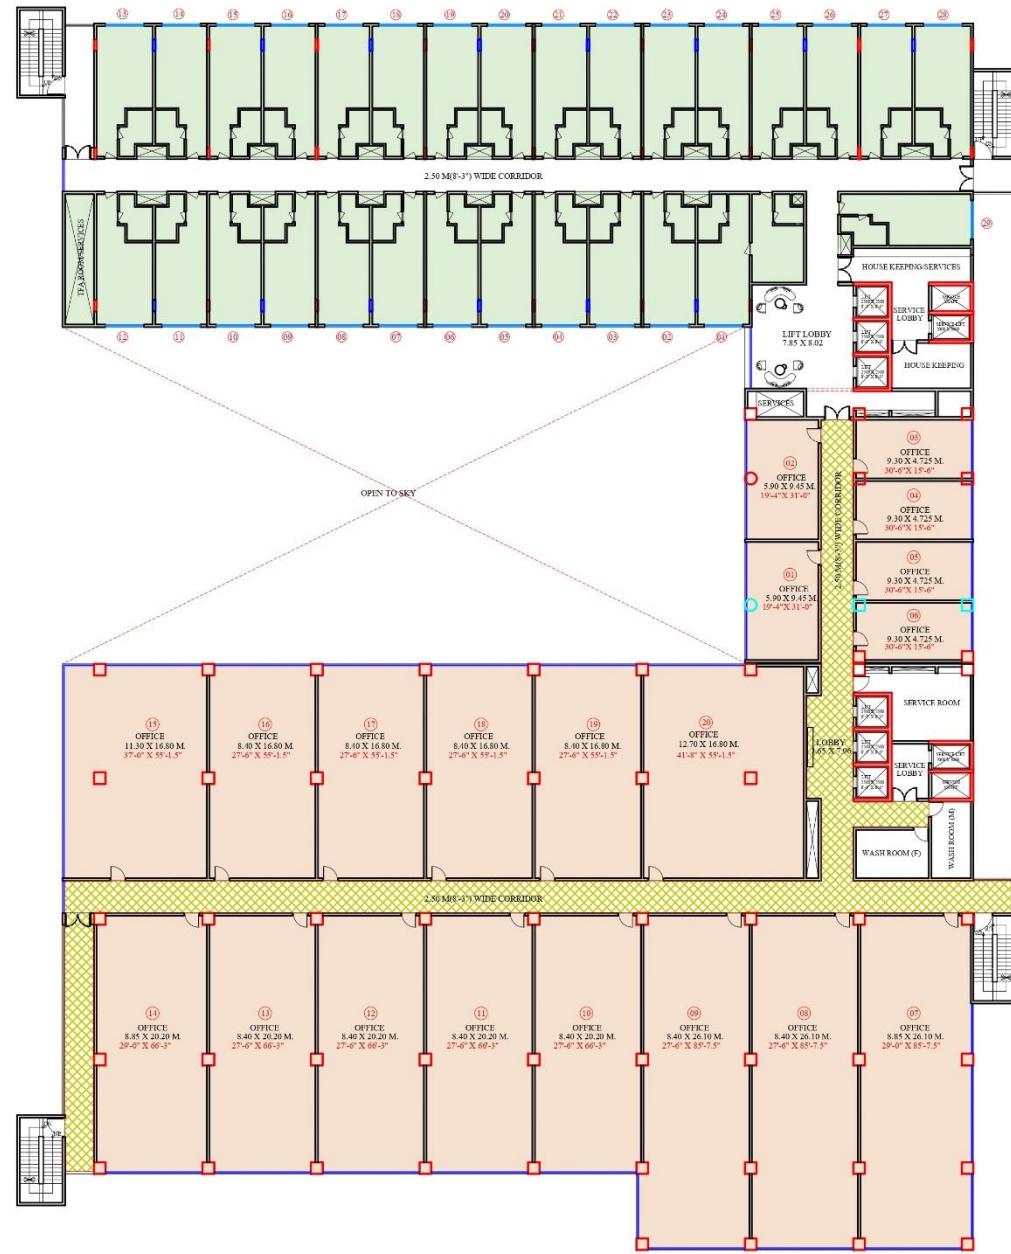 13
14
15
16
17
18
19
20
21
22
23
24
25
26
27
28
2.50 M(8'-3") WIDE CORRIDOR
TEA ROOM/SERVICES
29
HOUSE KEEPING/SERVICES
12
11
10
09
08
07
06
05
04
03
02
01
LIFT LOBBY
7.85 X 8.02
LIFT
LIFT
LIFT
SERVICE
LOBBY
SERVICE
SERVICE LIFT
HOUSE KEEPING
SERVICES
OPEN TO SKY
02
OFFICE
5.90 X 9.45 M.
19'-4"X 31'-0"
01
OFFICE
5.90 X 9.45 M.
19'-4"X 31'-0"
2.50 M(8'-3") WIDE CORRIDOR
03
OFFICE
9.30 X 4.725 M.
30'-6"X 15'-6"
04
OFFICE
9.30 X 4.725 M.
30'-6"X 15'-6"
05
OFFICE
9.30 X 4.725 M.
30'-6"X 15'-6"
06
OFFICE
9.30 X 4.725 M.
30'-6"X 15'-6"
15
OFFICE
11.30 X 16.80 M.
37'-0" X 55'-1.5"
16
OFFICE
8.40 X 16.80 M.
27'-6" X 55'-1.5"
17
OFFICE
8.40 X 16.80 M.
27'-6" X 55'-1.5"
18
OFFICE
8.40 X 16.80 M.
27'-6" X 55'-1.5"
19
OFFICE
8.40 X 16.80 M.
27'-6" X 55'-1.5"
20
OFFICE
12.70 X 16.80 M.
41'-8" X 55'-1.5"
LOBBY
LIFT
LIFT
LIFT
SERVICE ROOM
SERVICE
LOBBY
SERVICE LIFT
SERVICE
WASH ROOM (F)
WASH ROOM (M)
2.50 M(8'-3") WIDE CORRIDOR
14
OFFICE
8.85 X 20.20 M.
29'-0" X 66'-3"
13
OFFICE
8.40 X 20.20 M.
27'-6" X 66'-3"
12
OFFICE
8.40 X 20.20 M.
27'-6" X 66'-3"
11
OFFICE
8.40 X 20.20 M.
27'-6" X 66'-3"
10
OFFICE
8.40 X 20.20 M.
27'-6" X 66'-3"
09
OFFICE
8.40 X 26.10 M.
27'-6" X 85'-7.5"
08
OFFICE
8.40 X 26.10 M.
27'-6" X 85'-7.5"
07
OFFICE
8.85 X 26.10 M.
29'-0" X 85'-7.5"